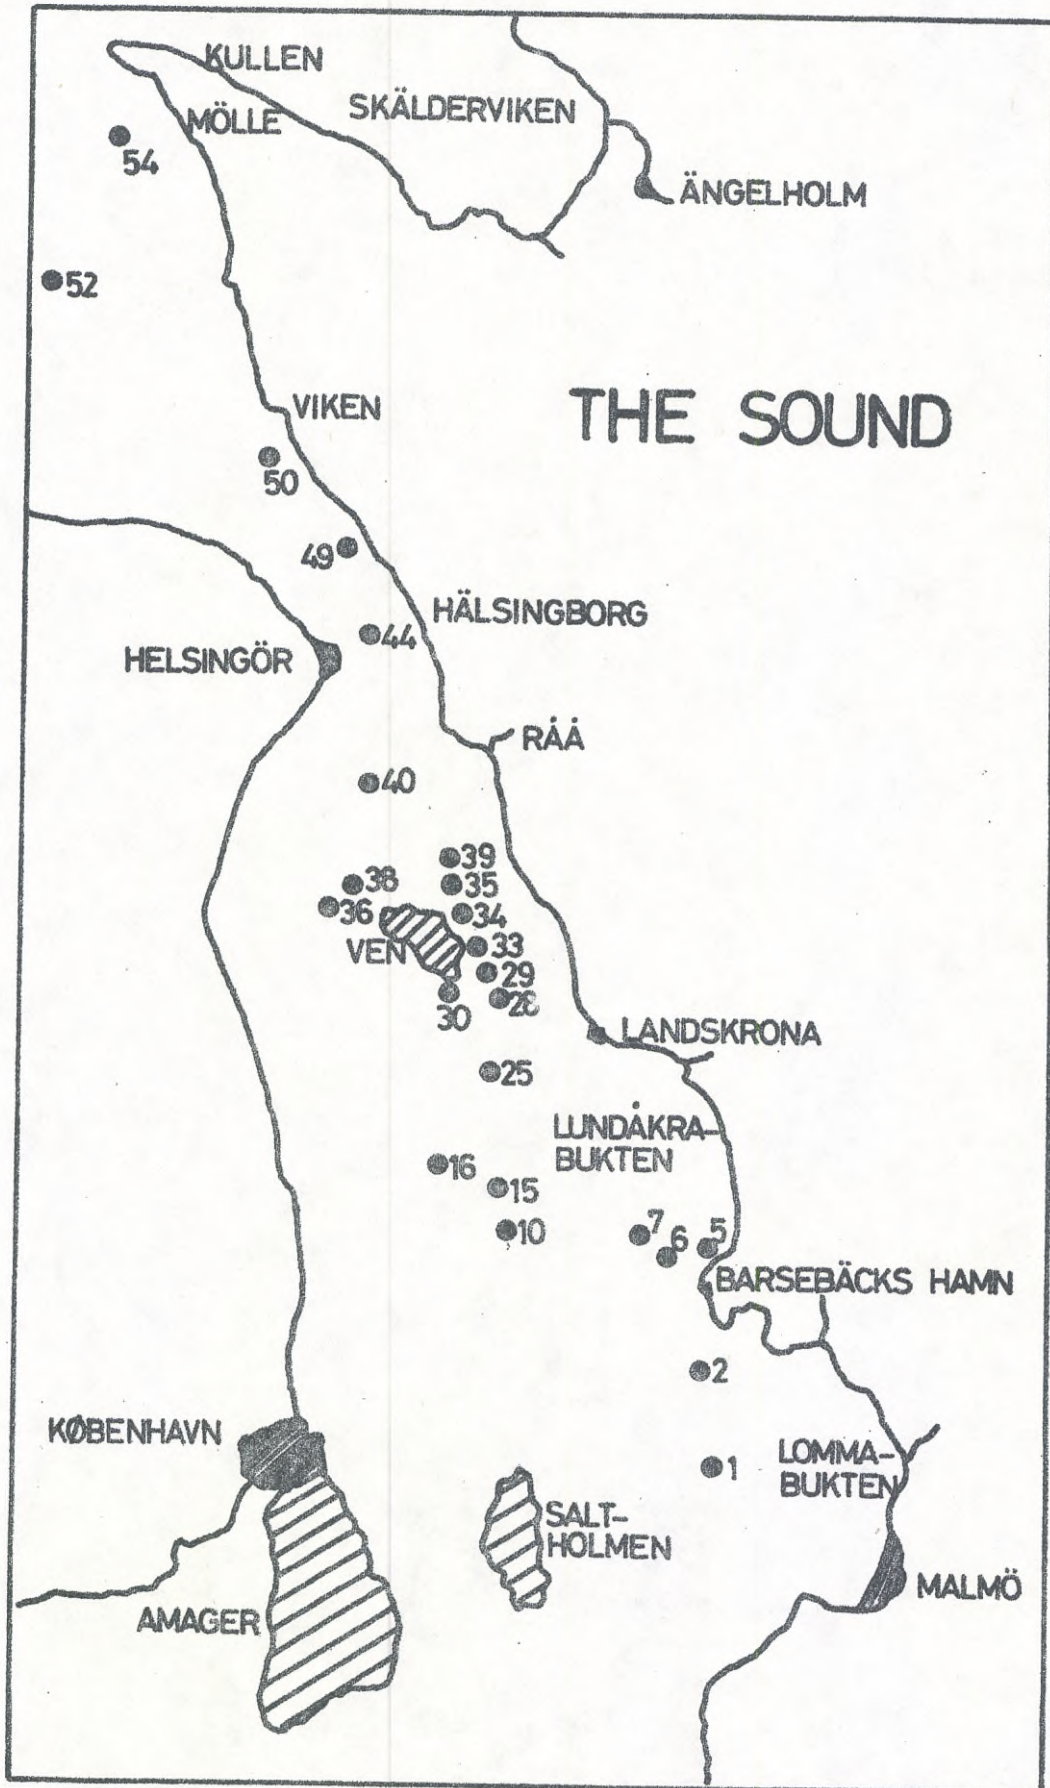 KULLEN
SKÄLDERVIKEN
MÖLLE
54
ÄNGELHOLM
52
THE SOUND
VIKEN
50
49
HÄLSINGBORG
44
HELSINGÖR
RÅÅ
40
39
38
35
36
34
VEN
33
29
28
30
LANDSKRONA
25
LUNDÅKRA-
BUKTEN
16
15
10
7
6
5
BARSEBÄCKS HAMN
2
KØBENHAVN
1
LOMMA-
BUKTEN
SALT-
HOLMEN
MALMÖ
AMAGER